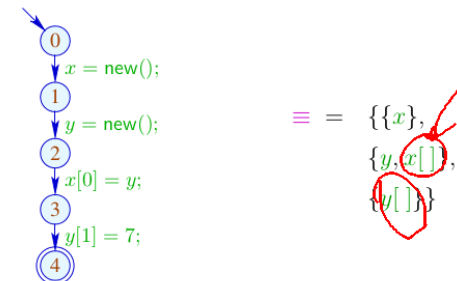 0
x = new();
1
y = new();
2
x[0] = y;
3
y[1] = 7;
4
≡ = {{x},
{y, x[ ]},
{y[ ]}}